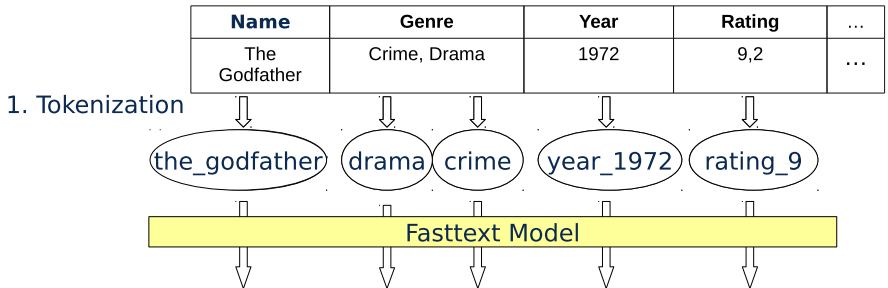 Name Genre Year Rating ...
The Crime, Drama 1972 9,2 ...
Godfather
1. Tokenization
the_godfather drama crime year_1972 rating_9
Fasttext Model